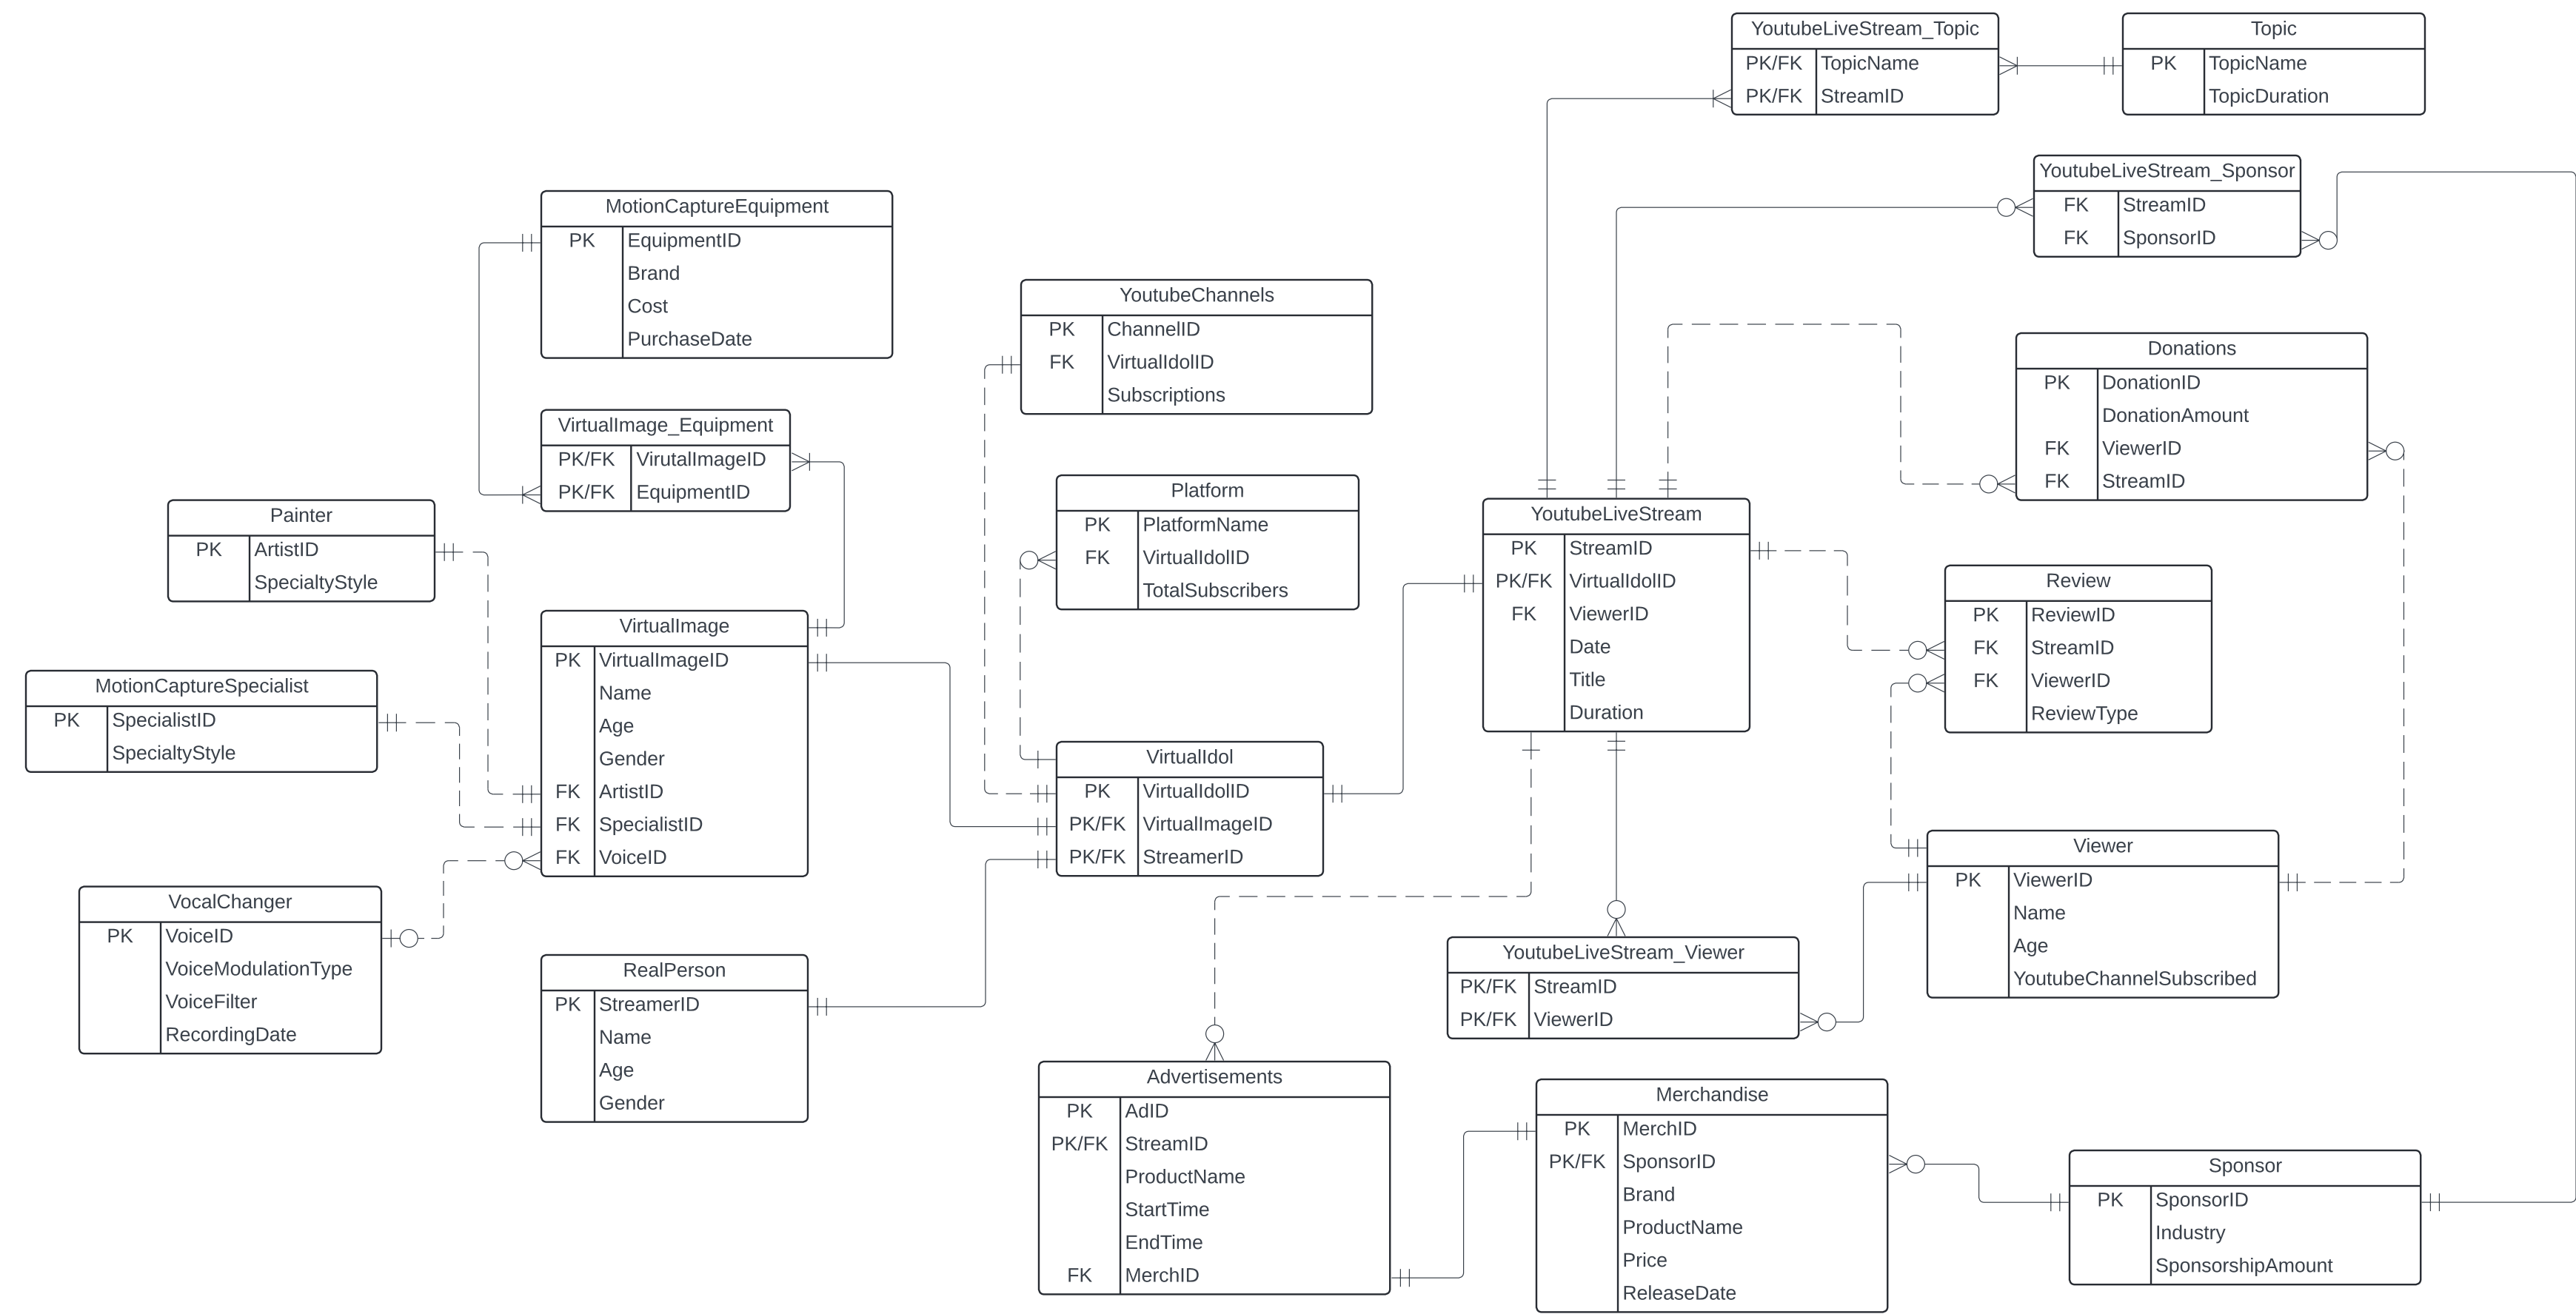 YoutubeLiveStream_Topic
PK/FK TopicName
PK/FK StreamID
Topic
PK TopicName
TopicDuration
YoutubeLiveStream_Sponsor
FK StreamID
FK SponsorID
MotionCaptureEquipment
PK EquipmentID
Brand
Cost
PurchaseDate
YoutubeChannels
PK ChannelID
FK VirtualIdolID
Subscriptions
Donations
PK DonationID
DonationAmount
FK ViewerID
FK StreamID
VirtualImage_Equipment
PK/FK VirutalImageID
PK/FK EquipmentID
Platform
PK PlatformName
FK VirtualIdolID
TotalSubscribers
Painter
PK ArtistID
SpecialtyStyle
YoutubeLiveStream
PK StreamID
PK/FK VirtualIdolID
FK ViewerID
Date
Title
Duration
Review
PK ReviewID
FK StreamID
FK ViewerID
ReviewType
VirtualImage
PK VirtualImageID
Name
Age
Gender
FK ArtistID
FK SpecialistID
FK VoiceID
MotionCaptureSpecialist
PK SpecialistID
SpecialtyStyle
VirtualIdol
PK VirtualIdolID
PK/FK VirtualImageID
PK/FK StreamerID
Viewer
PK ViewerID
Name
Age
YoutubeChannelSubscribed
VocalChanger
PK VoiceID
VoiceModulationType
VoiceFilter
RecordingDate
RealPerson
PK StreamerID
Name
Age
Gender
YoutubeLiveStream_Viewer
PK/FK StreamID
PK/FK ViewerID
Advertisements
PK AdID
PK/FK StreamID
ProductName
StartTime
EndTime
FK MerchID
Merchandise
PK MerchID
PK/FK SponsorID
Brand
ProductName
Price
ReleaseDate
Sponsor
PK SponsorID
Industry
SponsorshipAmount